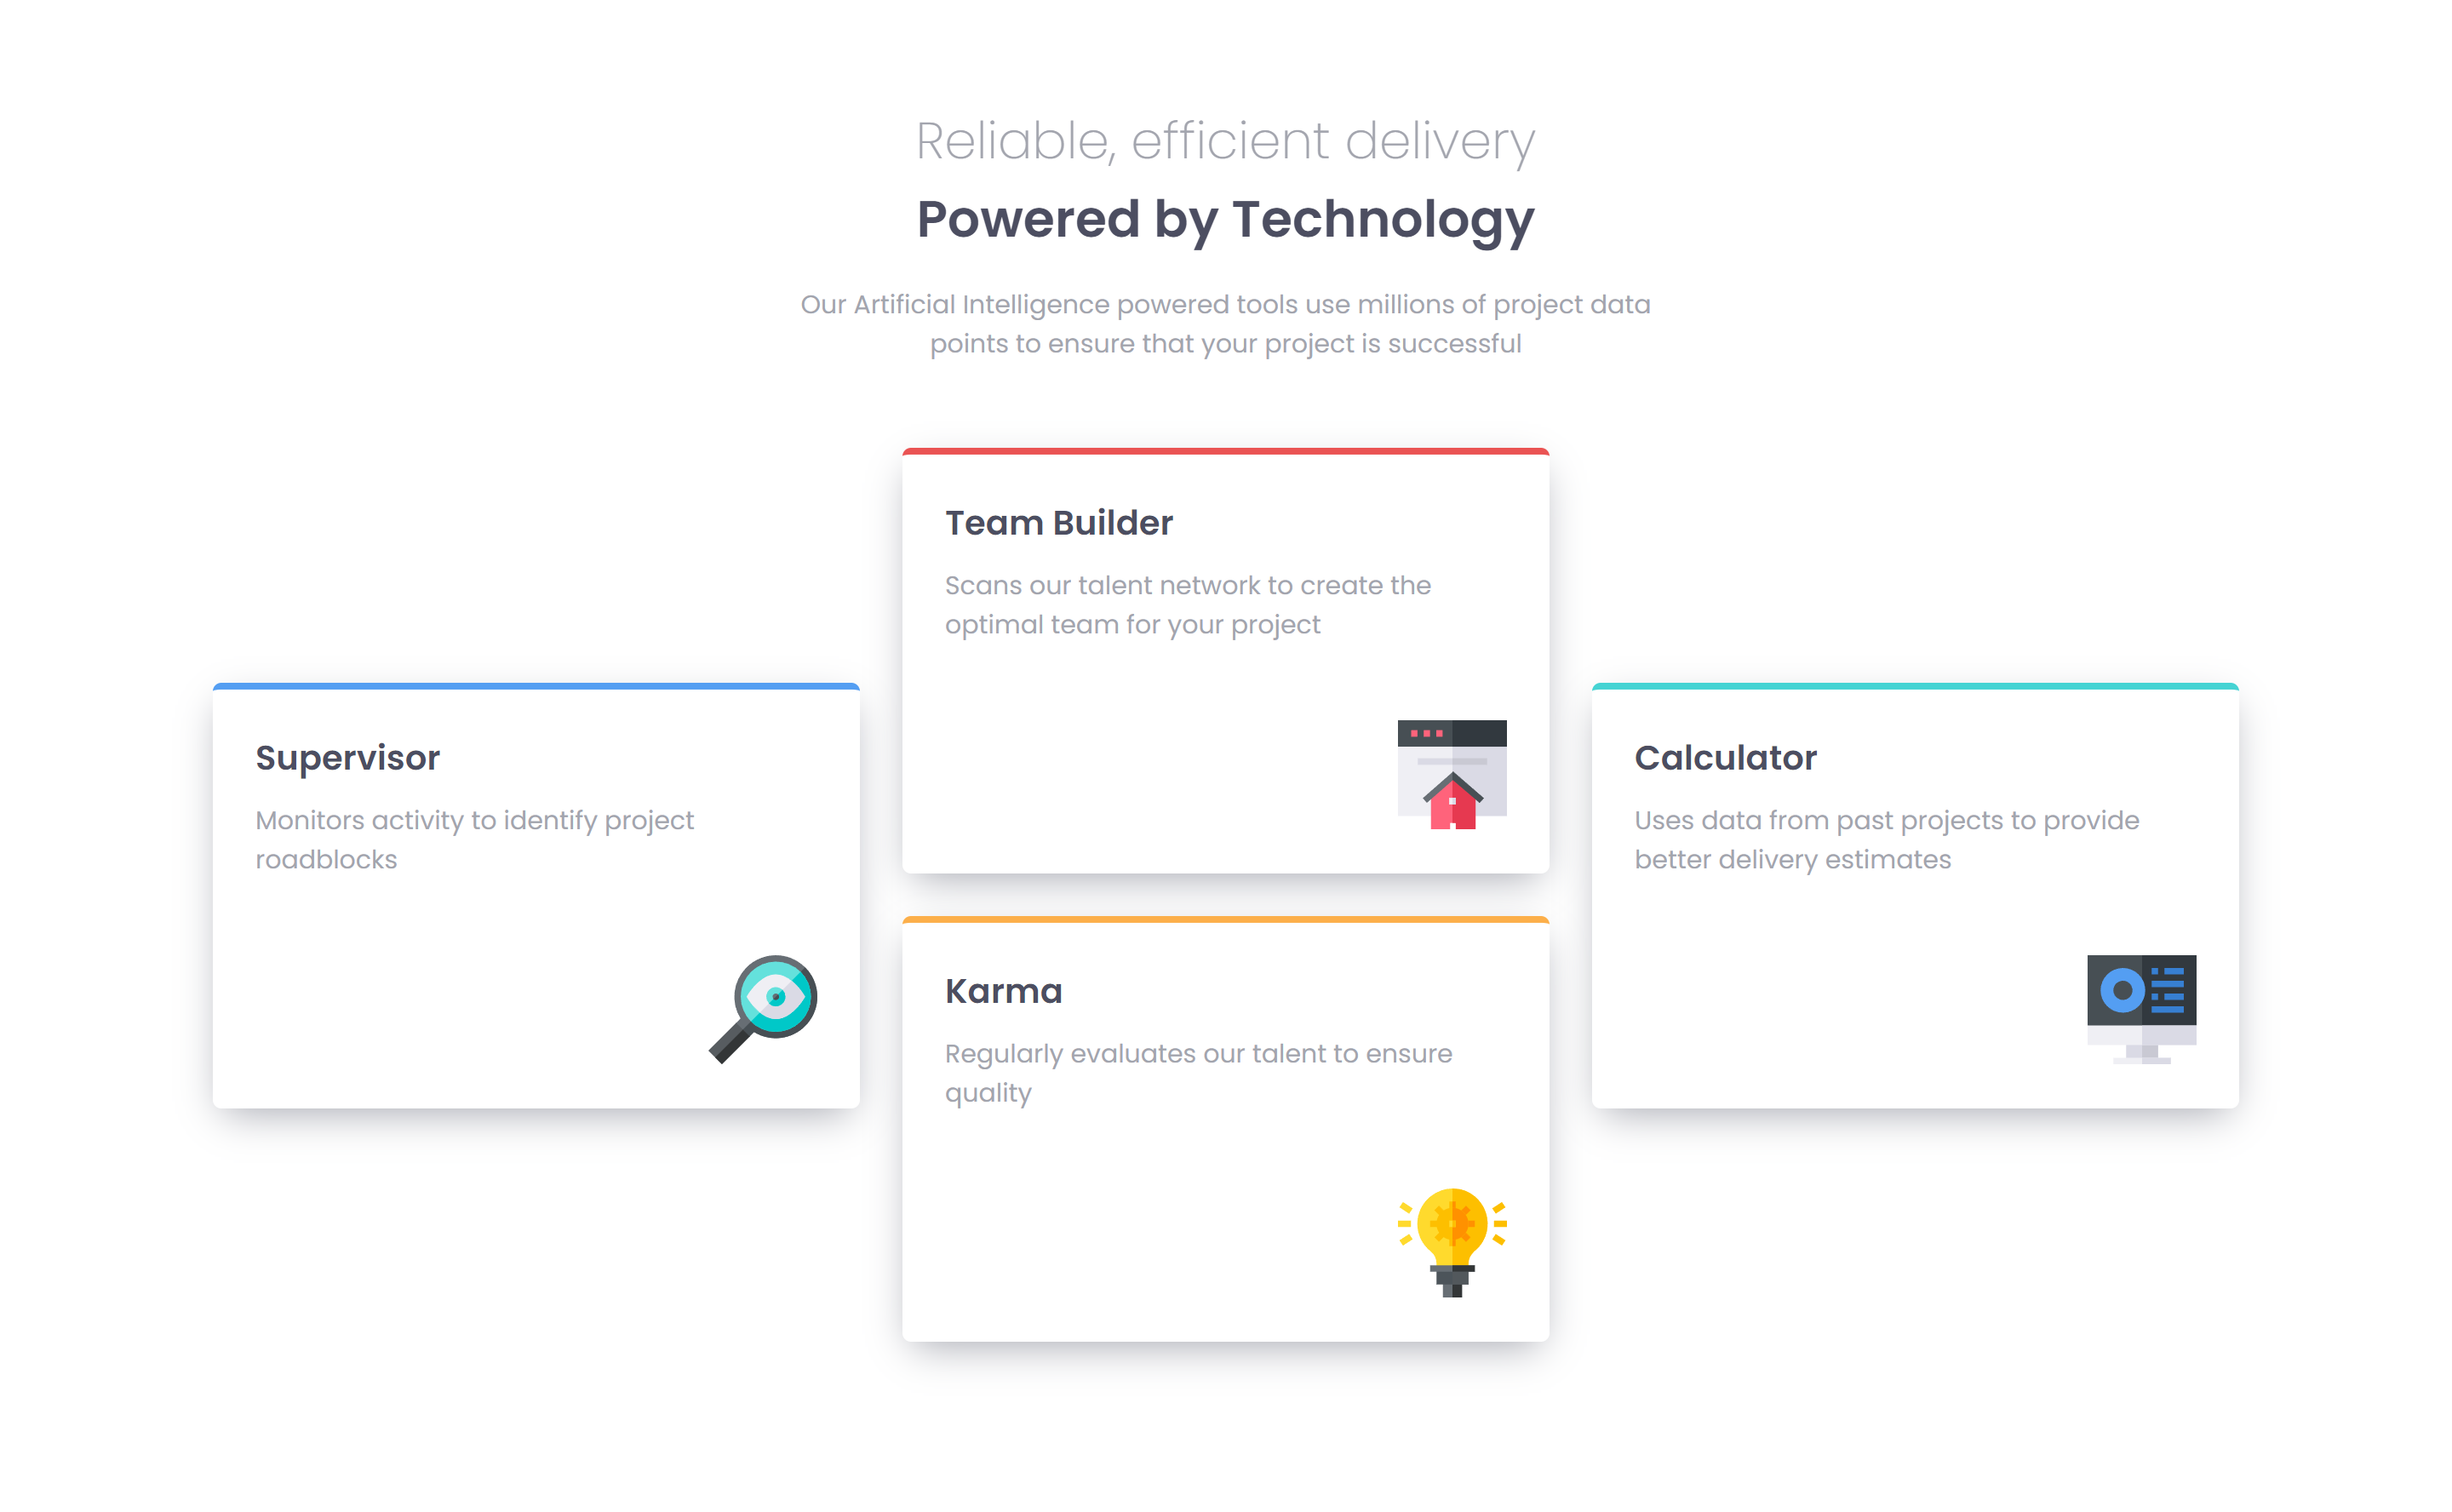 Reliable, efficient delivery
Powered by Technology
Our Artificial Intelligence powered tools use millions of project data
points to ensure that your project is successful
Team Builder
Scans our talent network to create the
optimal team for your project
Supervisor
Monitors activity to identify project
roadblocks
Calculator
Uses data from past projects to provide
better delivery estimates
Karma
Regularly evaluates our talent to ensure
quality